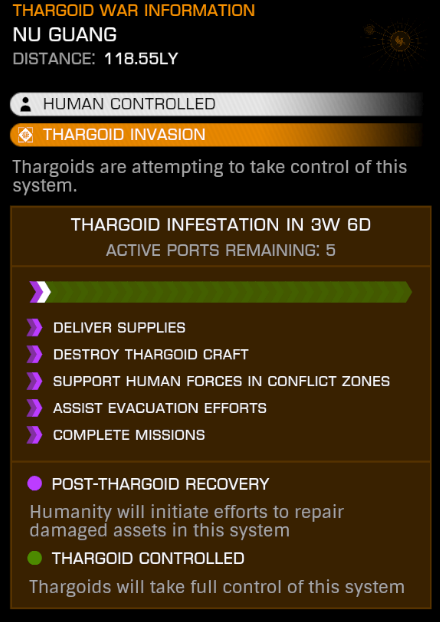 THARGOID WAR INFORMATION
NU GUANG
DISTANCE: 118.55LY
HUMAN CONTROLLED
THARGOID INVASION
Thargoids are attempting to take control of this
system.
THARGOID INFESTATION IN 3W 6D
ACTIVE PORTS REMAINING: 5
DELIVER SUPPLIES
DESTROY THARGOID CRAFT
SUPPORT HUMAN FORCES IN CONFLICT ZONES
ASSIST EVACUATION EFFORTS
COMPLETE MISSIONS
POST-THARGOID RECOVERY
Humanity will initiate efforts to repair
damaged assets in this system
THARGOID CONTROLLED
Thargoids will take full control of this system